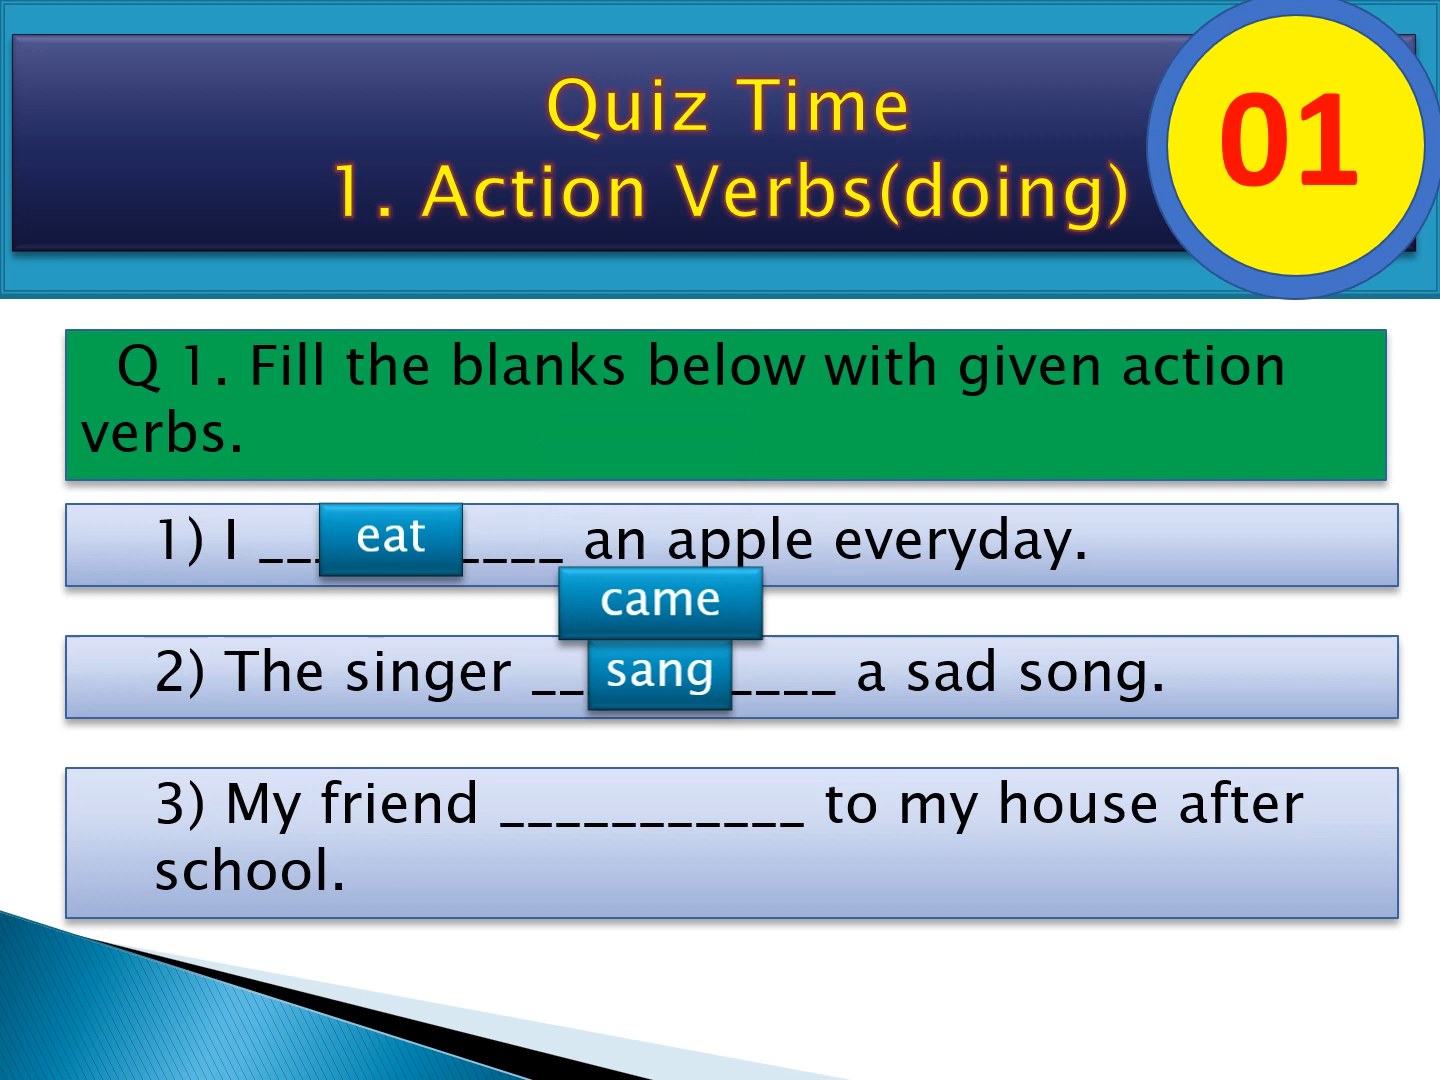 Quiz Time
1. Action Verbs(doing)
01
Q 1. Fill the blanks below with given action
verbs.
1) I __ eat ____ an apple everyday.
came
2) The singer __ sang ____ a sad song.
3) My friend ___________ to my house after
school.